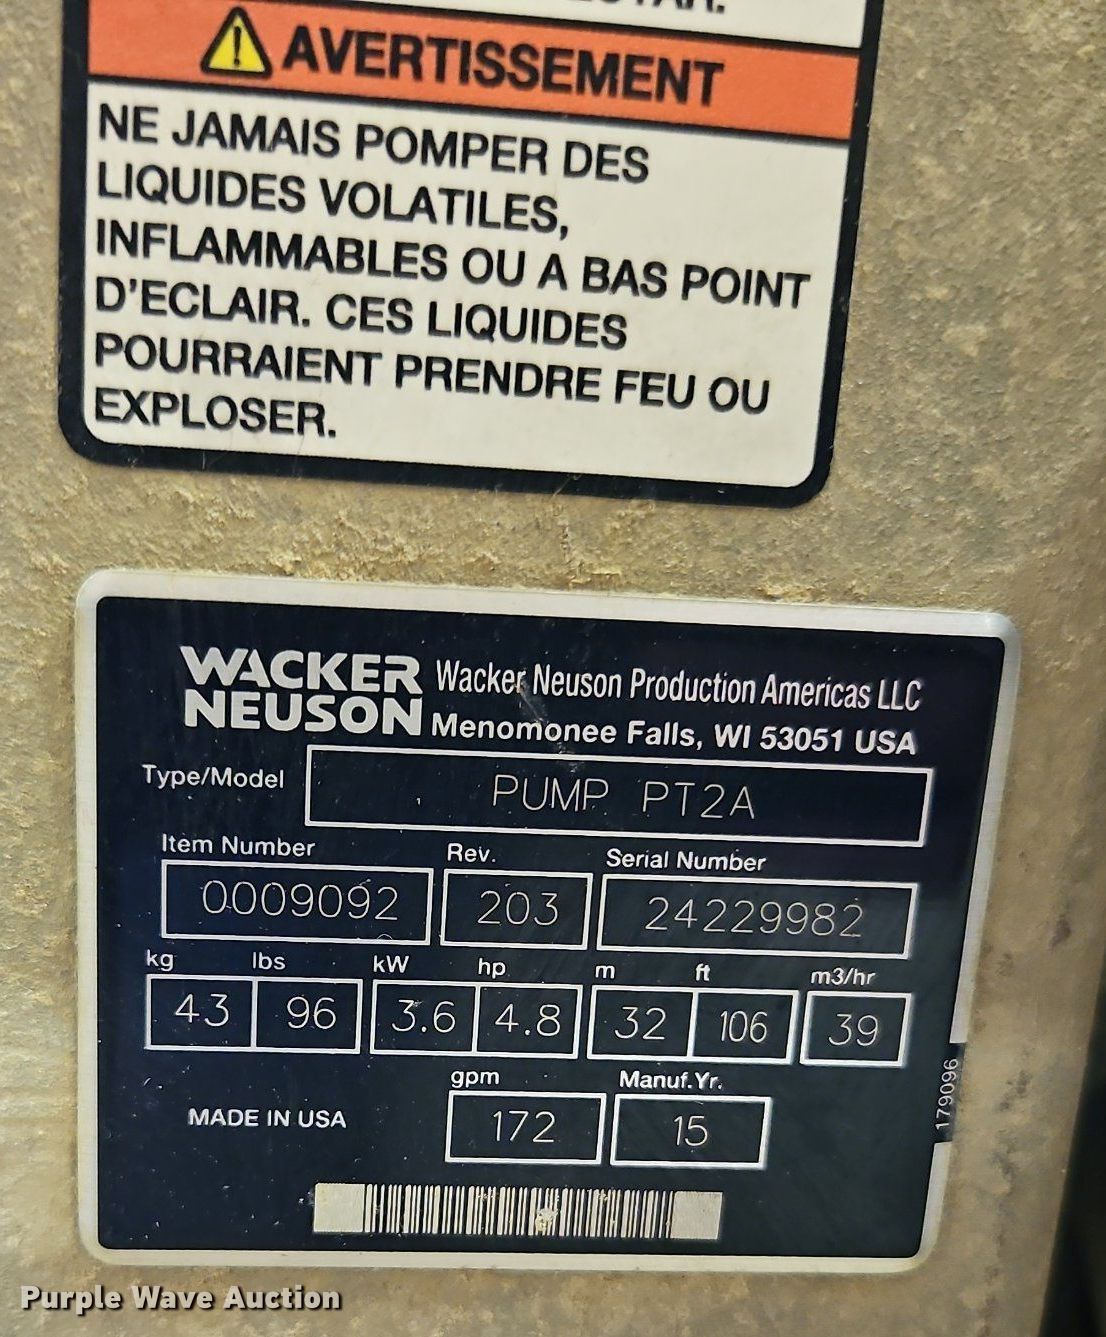 AVERTISSEMENT
NE JAMAIS POMPER DES
LIQUIDES VOLATILES,
INFLAMMABLES OU A BAS POINT
D'ECLAIR. CES LIQUIDES
POURRAIENT PRENDRE FEU OU
EXPLOSER.
WACKER NEUSON
Wacker Neuson Production Americas LLC
Menomonee Falls, WI 53051 USA
Type/Model PUMP PT2A
Item Number Rev. Serial Number
0009092 203 24229982
kg lbs kW hp m ft m3/hr
43 96 3.6 4.8 32 106 39
gpm Manuf.Yr.
MADE IN USA 172 15
179096
Purple Wave Auction